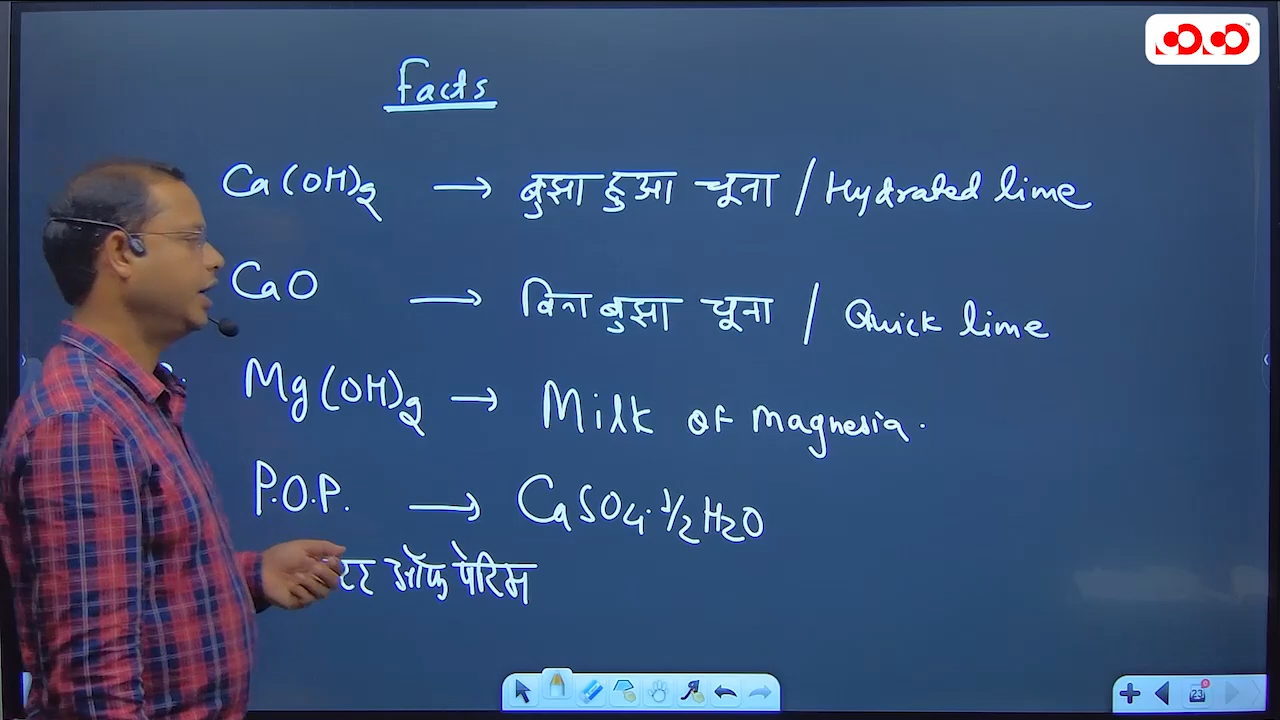 Facts
Ca(OH)₂ → बुझा हुआ चूना / Hydrated lime
CaO → बिना बुझा चूना / Quick lime
Mg(OH)₂ → Milk of magnesia.
P.O.P. → CaSO₄.1/2H₂O
ऑफ पेरिस
23